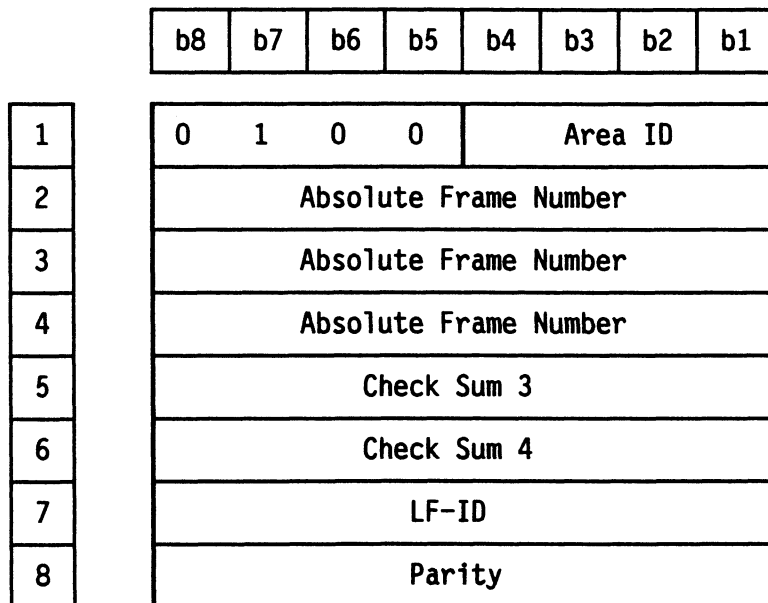 b8 b7 b6 b5 b4 b3 b2 b1
1 0 1 0 0 Area ID
2 Absolute Frame Number
3 Absolute Frame Number
4 Absolute Frame Number
5 Check Sum 3
6 Check Sum 4
7 LF-ID
8 Parity